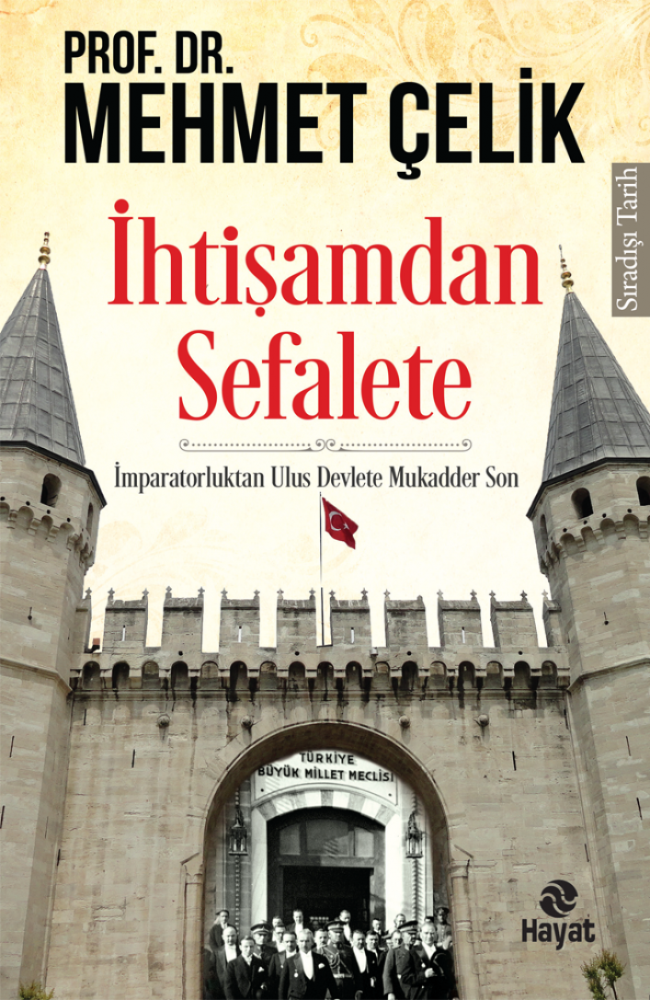 PROF. DR.
MEHMET ÇELİK
Sıradışı Tarih
İhtişamdan
Sefalete
İmparatorluktan Ulus Devlete Mukadder Son
TÜRKİYE
BÜYÜK MİLLET MECLİSİ
Hayat